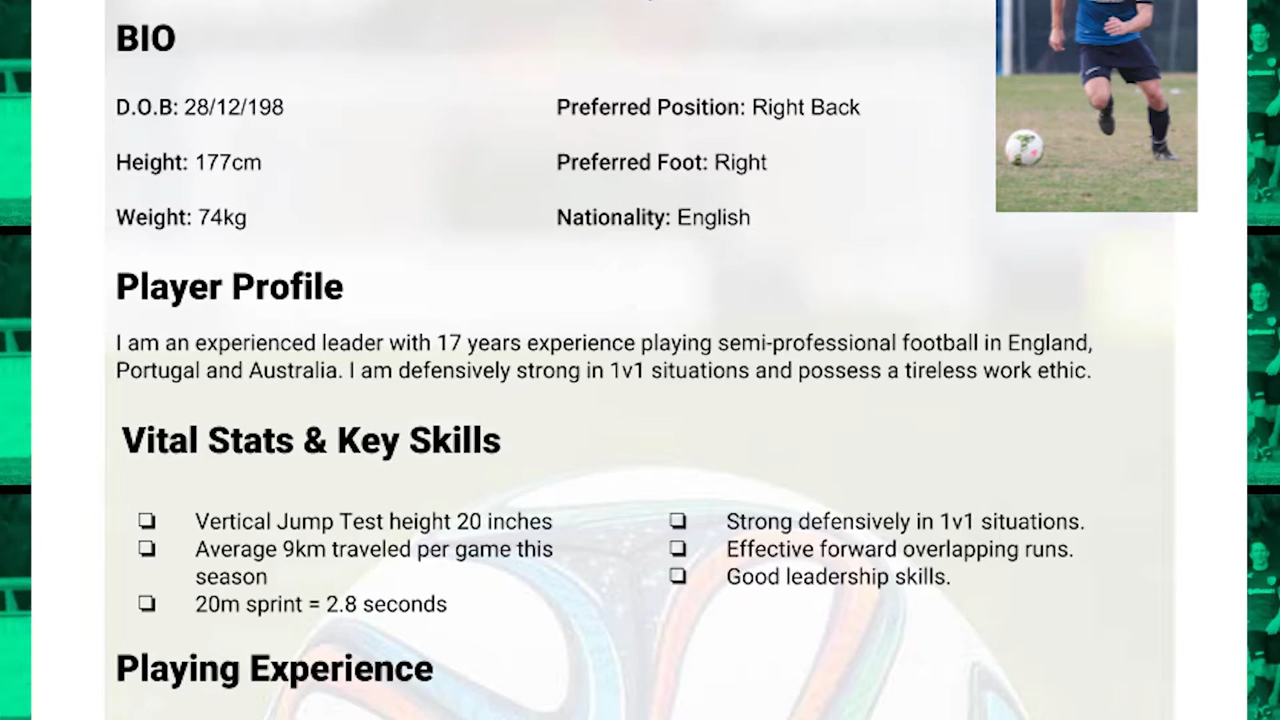 BIO
D.O.B: 28/12/198
Preferred Position: Right Back
Height: 177cm
Preferred Foot: Right
Weight: 74kg
Nationality: English
Player Profile
I am an experienced leader with 17 years experience playing semi-professional football in England,
Portugal and Australia. I am defensively strong in 1v1 situations and possess a tireless work ethic.
Vital Stats & Key Skills
❏ Vertical Jump Test height 20 inches
❏ Average 9km traveled per game this
season
❏ 20m sprint = 2.8 seconds
❏ Strong defensively in 1v1 situations.
❏ Effective forward overlapping runs.
❏ Good leadership skills.
Playing Experience